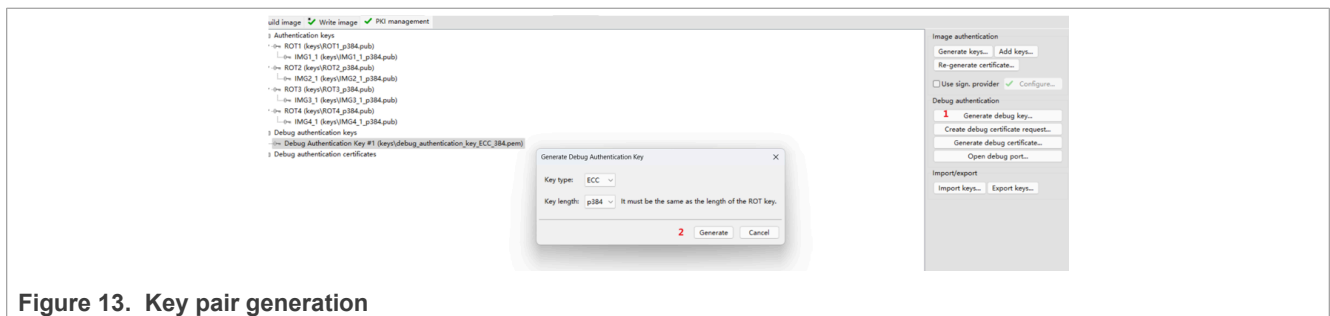 uild image Write image PKI management
Authentication keys
ROT1 (keys\ROT1_p384.pub)
IMG1_1 (keys\IMG1_1_p384.pub)
ROT2 (keys\ROT2_p384.pub)
IMG2_1 (keys\IMG2_1_p384.pub)
ROT3 (keys\ROT3_p384.pub)
IMG3_1 (keys\IMG3_1_p384.pub)
ROT4 (keys\ROT4_p384.pub)
IMG4_1 (keys\IMG4_1_p384.pub)
Debug authentication keys
Debug Authentication Key #1 (keys\debug_authentication_key_ECC_384.pem)
Debug authentication certificates
Generate Debug Authentication Key
Key type: ECC
Key length: p384 It must be the same as the length of the ROT key.
2 Generate Cancel
Image authentication
Generate keys... Add keys...
Re-generate certificate...
Use sign. provider Configure...
Debug authentication
1 Generate debug key...
Create debug certificate request...
Generate debug certificate...
Open debug port...
Import/export
Import keys... Export keys...
Figure 13. Key pair generation